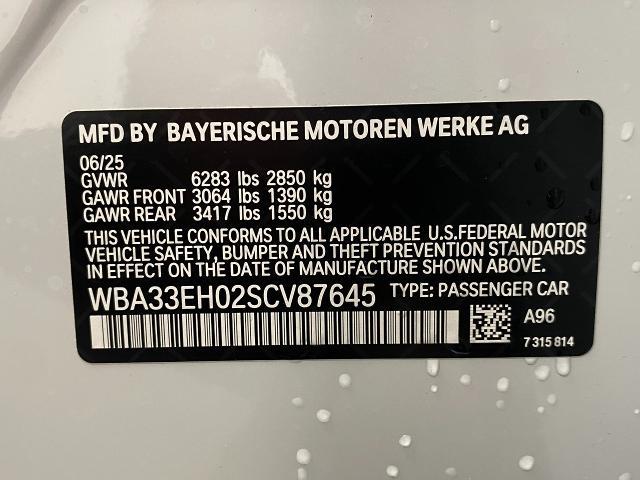 MFD BY BAYERISCHE MOTOREN WERKE AG
06/25
GVWR 6283 lbs 2850 kg
GAWR FRONT 3064 lbs 1390 kg
GAWR REAR 3417 lbs 1550 kg
THIS VEHICLE CONFORMS TO ALL APPLICABLE U.S.FEDERAL MOTOR
VEHICLE SAFETY, BUMPER AND THEFT PREVENTION STANDARDS
IN EFFECT ON THE DATE OF MANUFACTURE SHOWN ABOVE.
WBA33EH02SCV87645 TYPE: PASSENGER CAR
A96
7 315 814